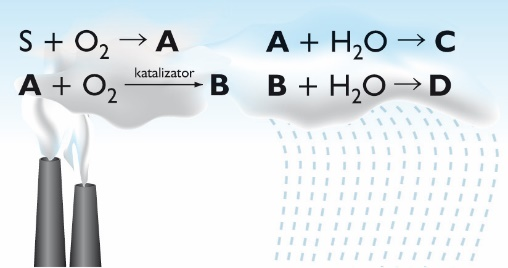 S + O₂ → A
A + O₂ katalizator → B
A + H₂O → C
B + H₂O → D